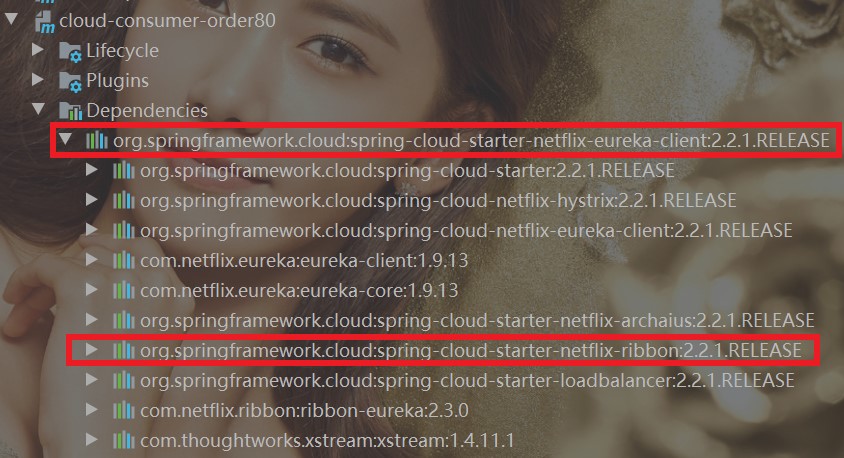 cloud-consumer-order80
Lifecycle
Plugins
Dependencies
org.springframework.cloud:spring-cloud-starter-netflix-eureka-client:2.2.1.RELEASE
org.springframework.cloud:spring-cloud-starter:2.2.1.RELEASE
org.springframework.cloud:spring-cloud-netflix-hystrix:2.2.1.RELEASE
org.springframework.cloud:spring-cloud-netflix-eureka-client:2.2.1.RELEASE
com.netflix.eureka:eureka-client:1.9.13
com.netflix.eureka:eureka-core:1.9.13
org.springframework.cloud:spring-cloud-starter-netflix-archaius:2.2.1.RELEASE
org.springframework.cloud:spring-cloud-starter-netflix-ribbon:2.2.1.RELEASE
org.springframework.cloud:spring-cloud-starter-loadbalancer:2.2.1.RELEASE
com.netflix.ribbon:ribbon-eureka:2.3.0
com.thoughtworks.xstream:xstream:1.4.11.1